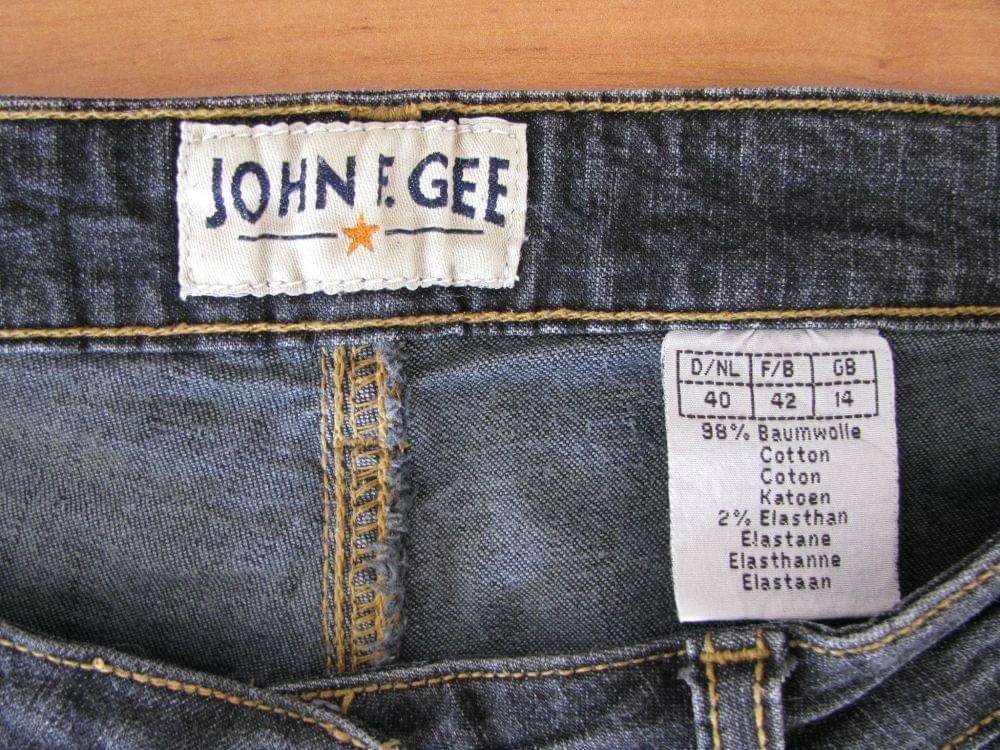 JOHN F. GEE
D/NL F/B GB
40 42 14
98% Baumwolle
Cotton
Coton
Katoen
2% Elasthan
Elastane
Elasthanne
Elastaan